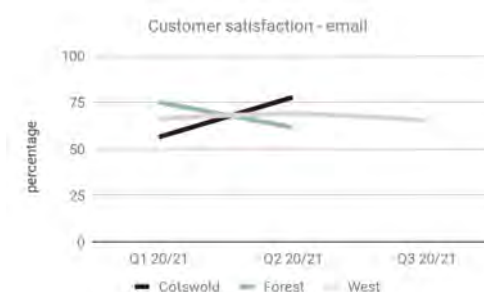 Customer satisfaction - email
percentage
100
75
50
25
0
Q1 20/21 Q2 20/21 Q3 20/21
Cotswold Forest West